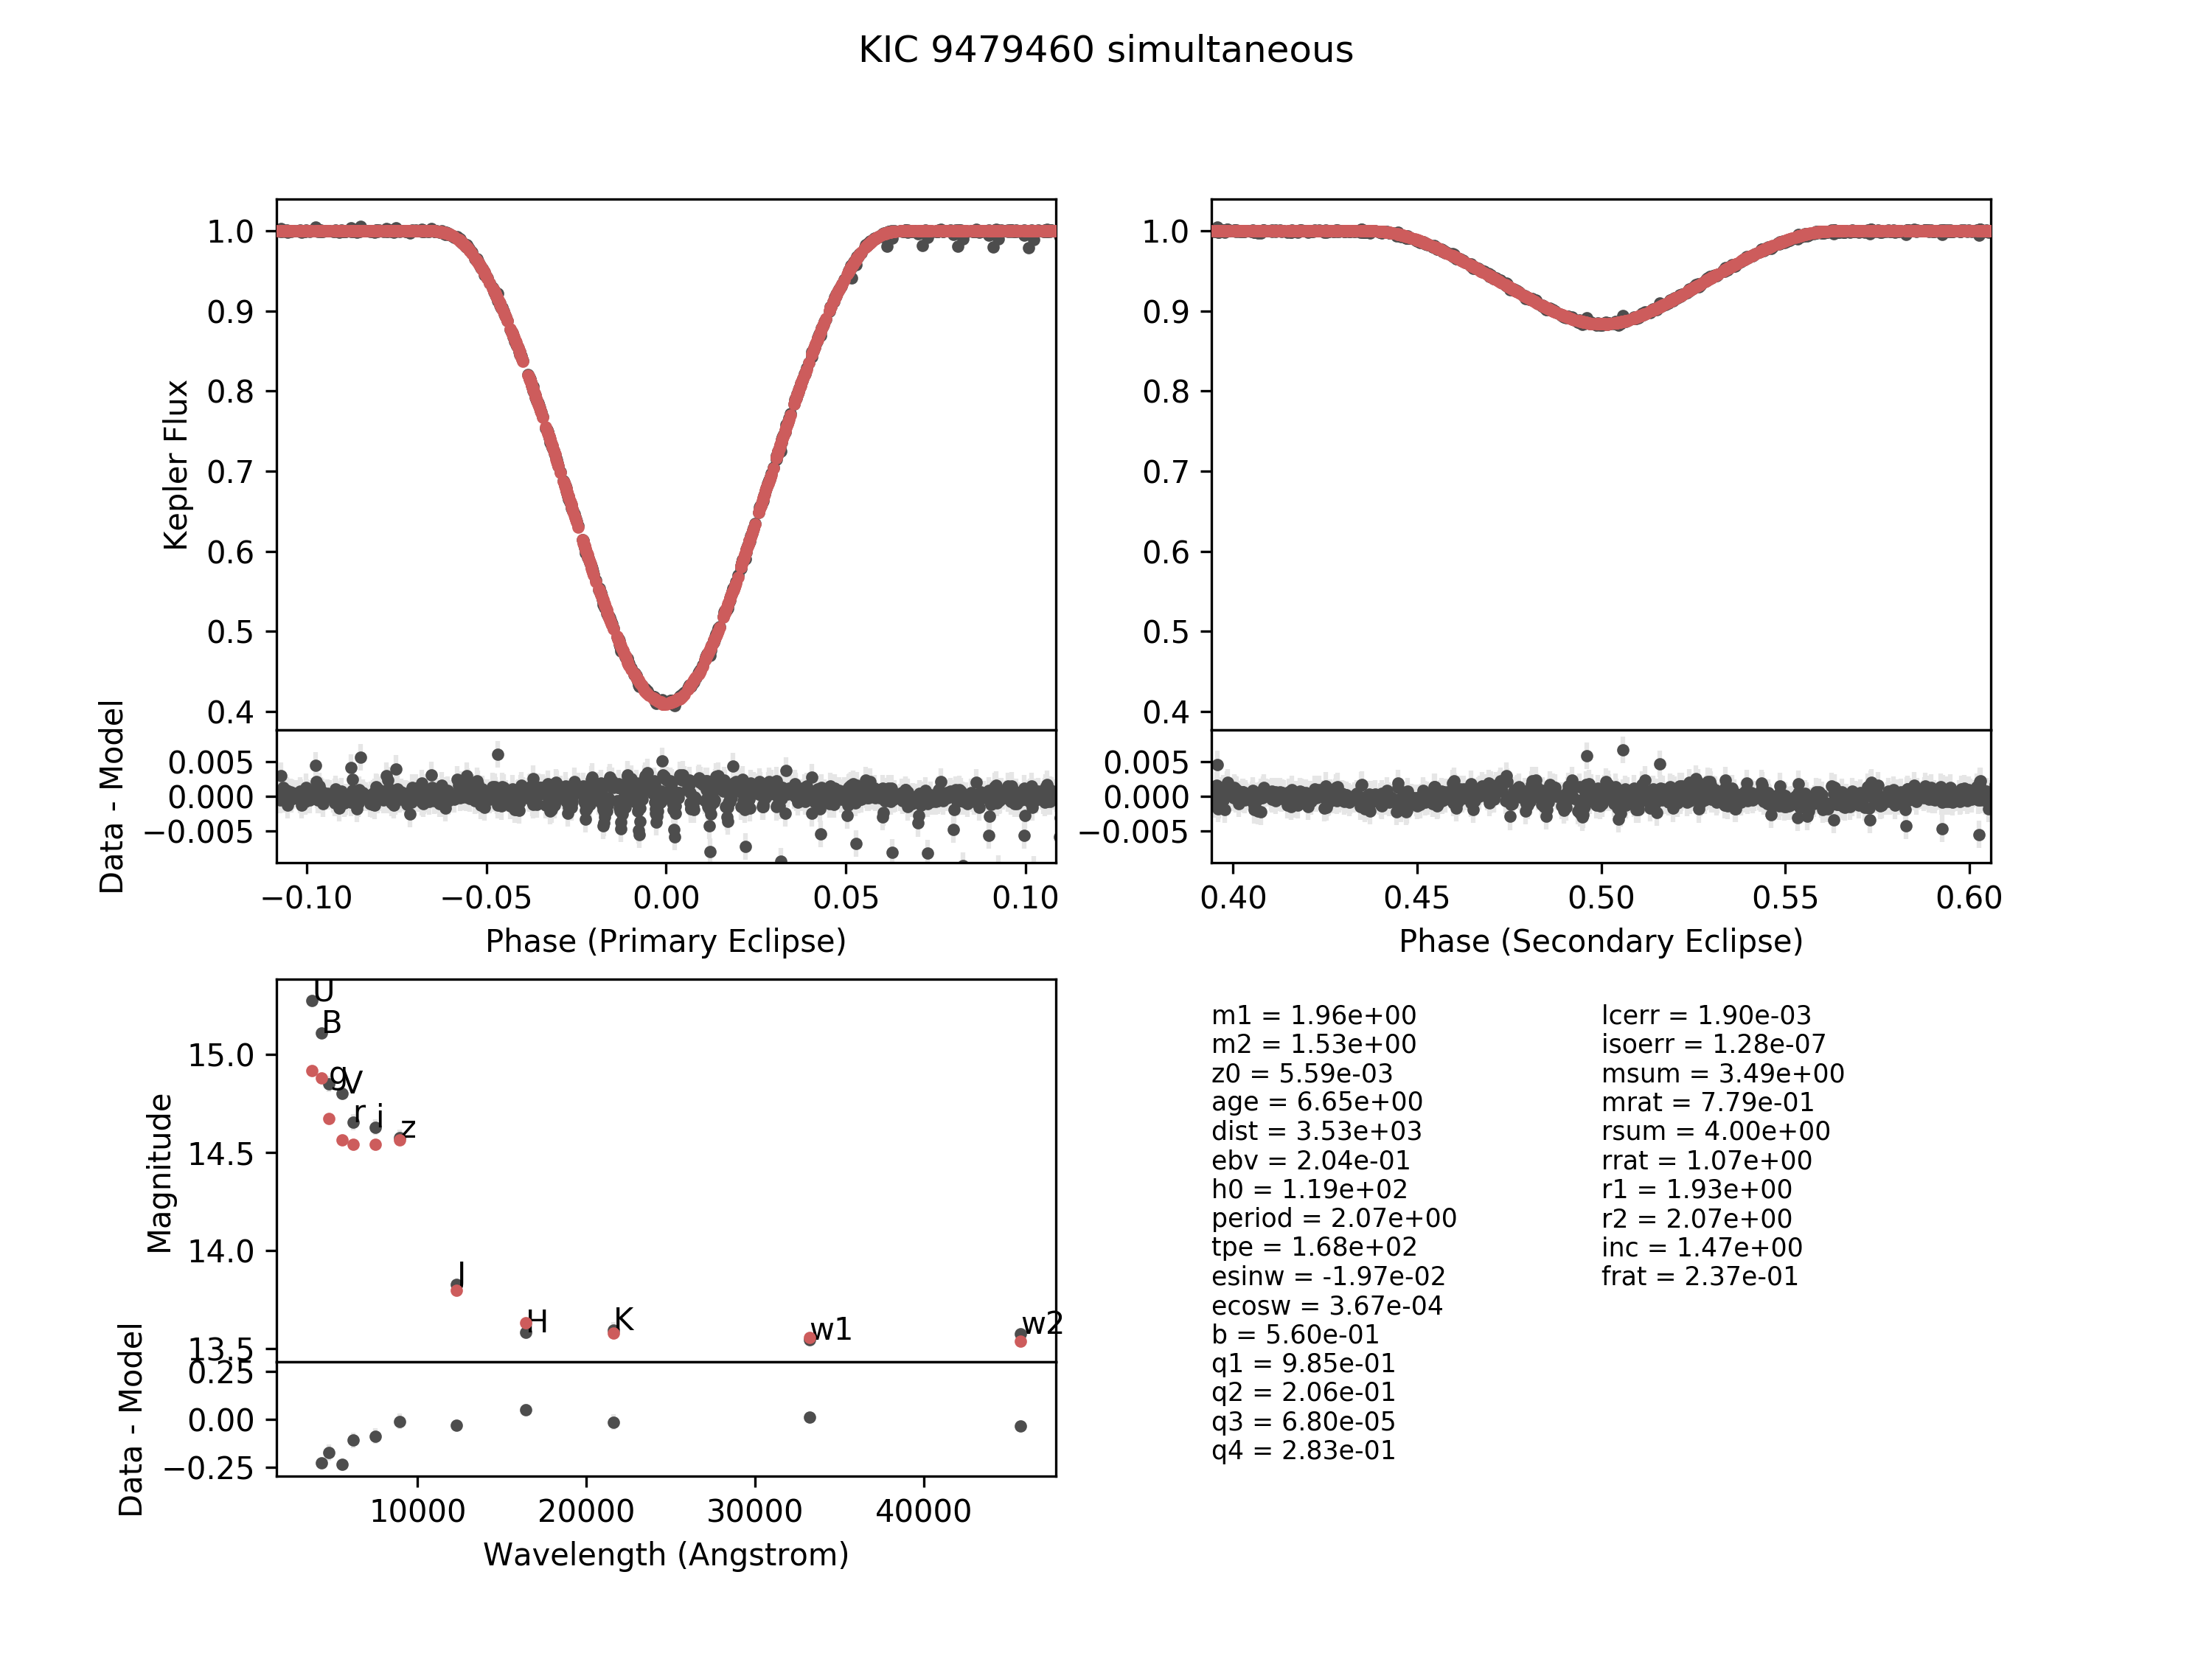 KIC 9479460 simultaneous
Kepler Flux
1.0
0.9
0.8
0.7
0.6
0.5
0.4
1.0
0.9
0.8
0.7
0.6
0.5
0.4
Data - Model
0.005
0.000
−0.005
0.005
0.000
−0.005
−0.10 −0.05 0.00 0.05 0.10
0.40 0.45 0.50 0.55 0.60
Phase (Primary Eclipse)
Phase (Secondary Eclipse)
Magnitude
15.0
14.5
14.0
13.5
U
B
g
V
r
i
z
J
H
K
w1
w2
Data - Model
0.25
0.00
−0.25
10000 20000 30000 40000
Wavelength (Angstrom)
m1 = 1.96e+00
m2 = 1.53e+00
z0 = 5.59e-03
age = 6.65e+00
dist = 3.53e+03
ebv = 2.04e-01
h0 = 1.19e+02
period = 2.07e+00
tpe = 1.68e+02
esinw = -1.97e-02
ecosw = 3.67e-04
b = 5.60e-01
q1 = 9.85e-01
q2 = 2.06e-01
q3 = 6.80e-05
q4 = 2.83e-01
lcerr = 1.90e-03
isoerr = 1.28e-07
msum = 3.49e+00
mrat = 7.79e-01
rsum = 4.00e+00
rrat = 1.07e+00
r1 = 1.93e+00
r2 = 2.07e+00
inc = 1.47e+00
frat = 2.37e-01